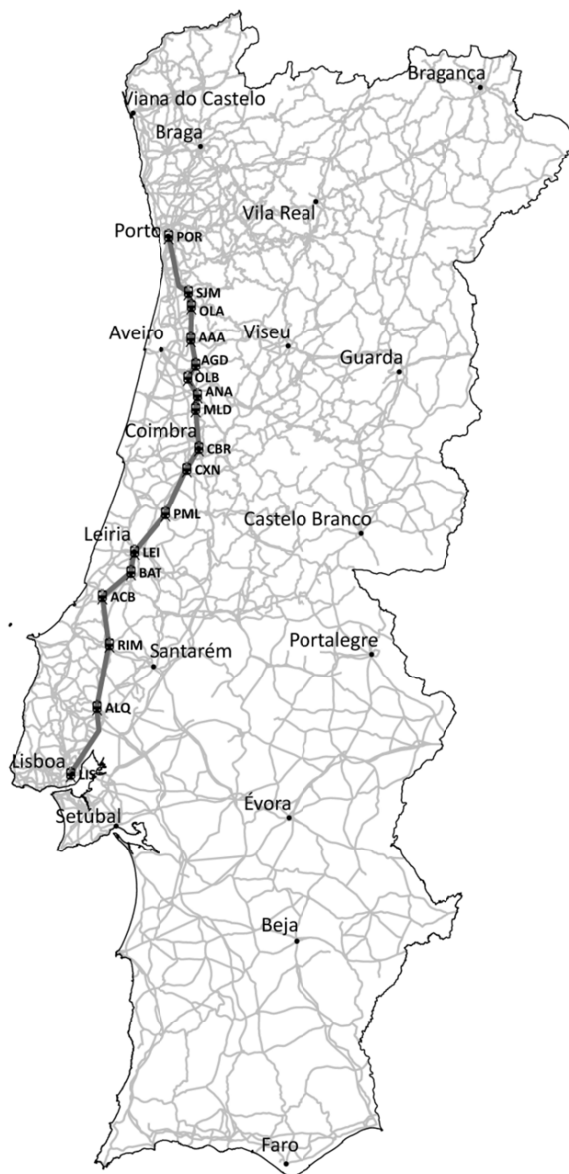 Bragança
Viana do Castelo
Braga
Vila Real
Porto
POR
SJM
OLA
AAA
Aveiro
Viseu
AGD
Guarda
OLB
ANA
MLD
Coimbra
CBR
CXN
PML
Castelo Branco
Leiria
LEI
BAT
ACB
RIM
Santarém
Portalegre
ALQ
Lisboa
LIS
Setúbal
Évora
Beja
Faro